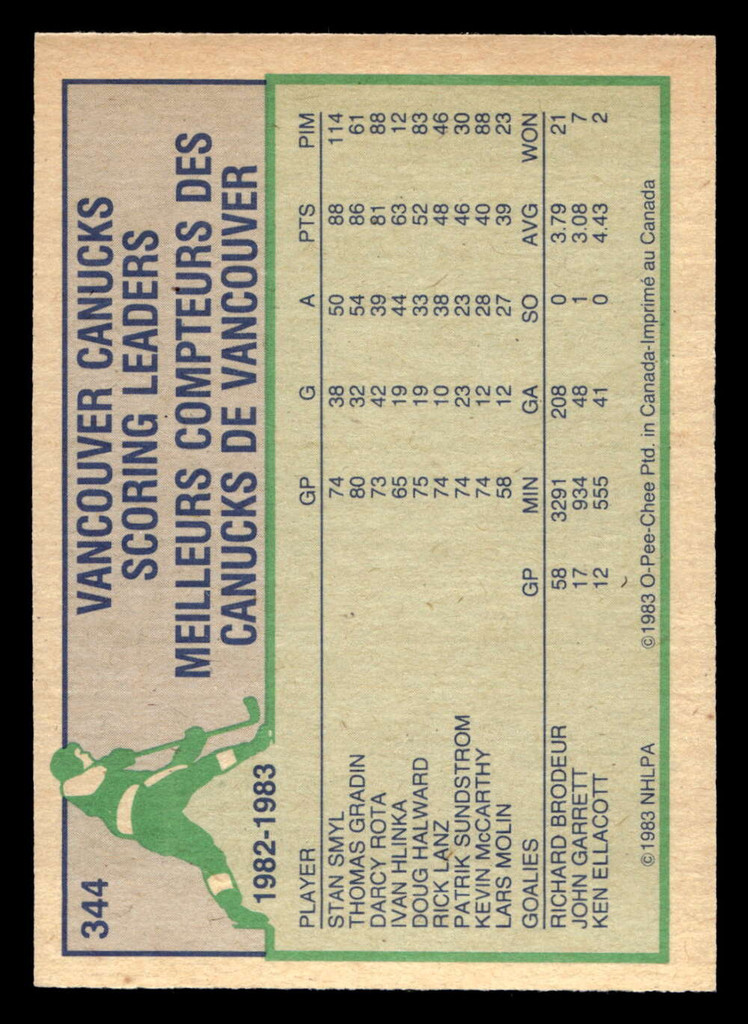 344
VANCOUVER CANUCKS
SCORING LEADERS
MEILLEURS COMPTEURS DES
CANUCKS DE VANCOUVER
1982-1983
PLAYER GP G A PTS PIM
STAN SMYL 74 38 50 88 114
THOMAS GRADIN 80 32 54 86 61
DARCY ROTA 73 42 39 81 88
IVAN HLINKA 65 19 44 63 12
DOUG HALWARD 75 19 33 52 83
RICK LANZ 74 10 38 48 46
PATRIK SUNDSTROM 74 23 23 46 30
KEVIN McCARTHY 74 12 28 40 88
LARS MOLIN 58 12 27 39 23
GOALIES GP MIN GA SO AVG WON
RICHARD BRODEUR 58 3291 208 0 3.79 21
JOHN GARRETT 17 934 48 1 3.08 7
KEN ELLACOTT 12 555 41 0 4.43 2
©1983 NHLPA ©1983 O-Pee-Chee Ptd. in Canada-Imprimé au Canada